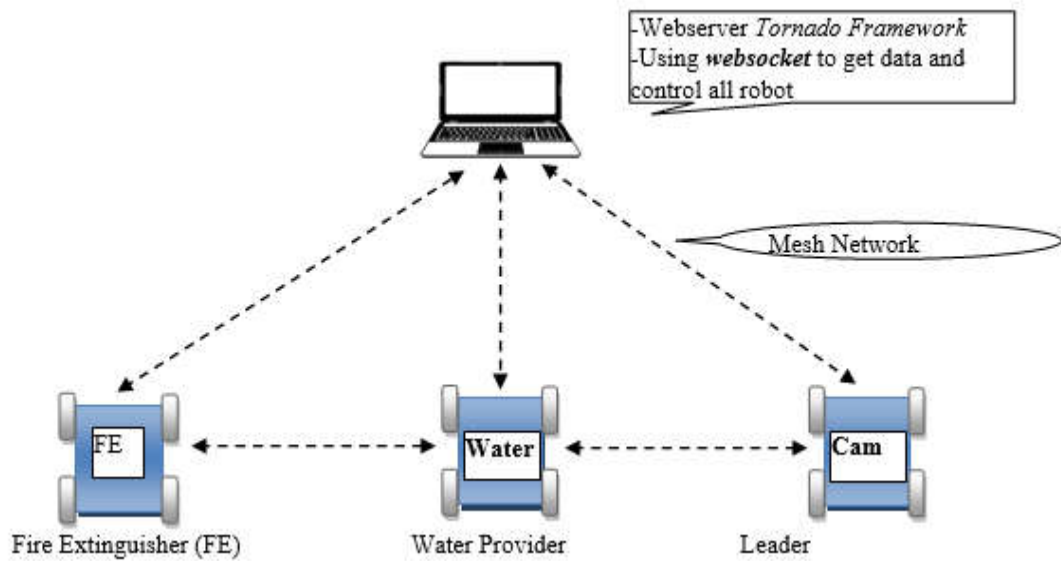 -Webserver Tornado Framework
-Using websocket to get data and
control all robot
Mesh Network
FE
Water
Cam
Fire Extinguisher (FE)
Water Provider
Leader